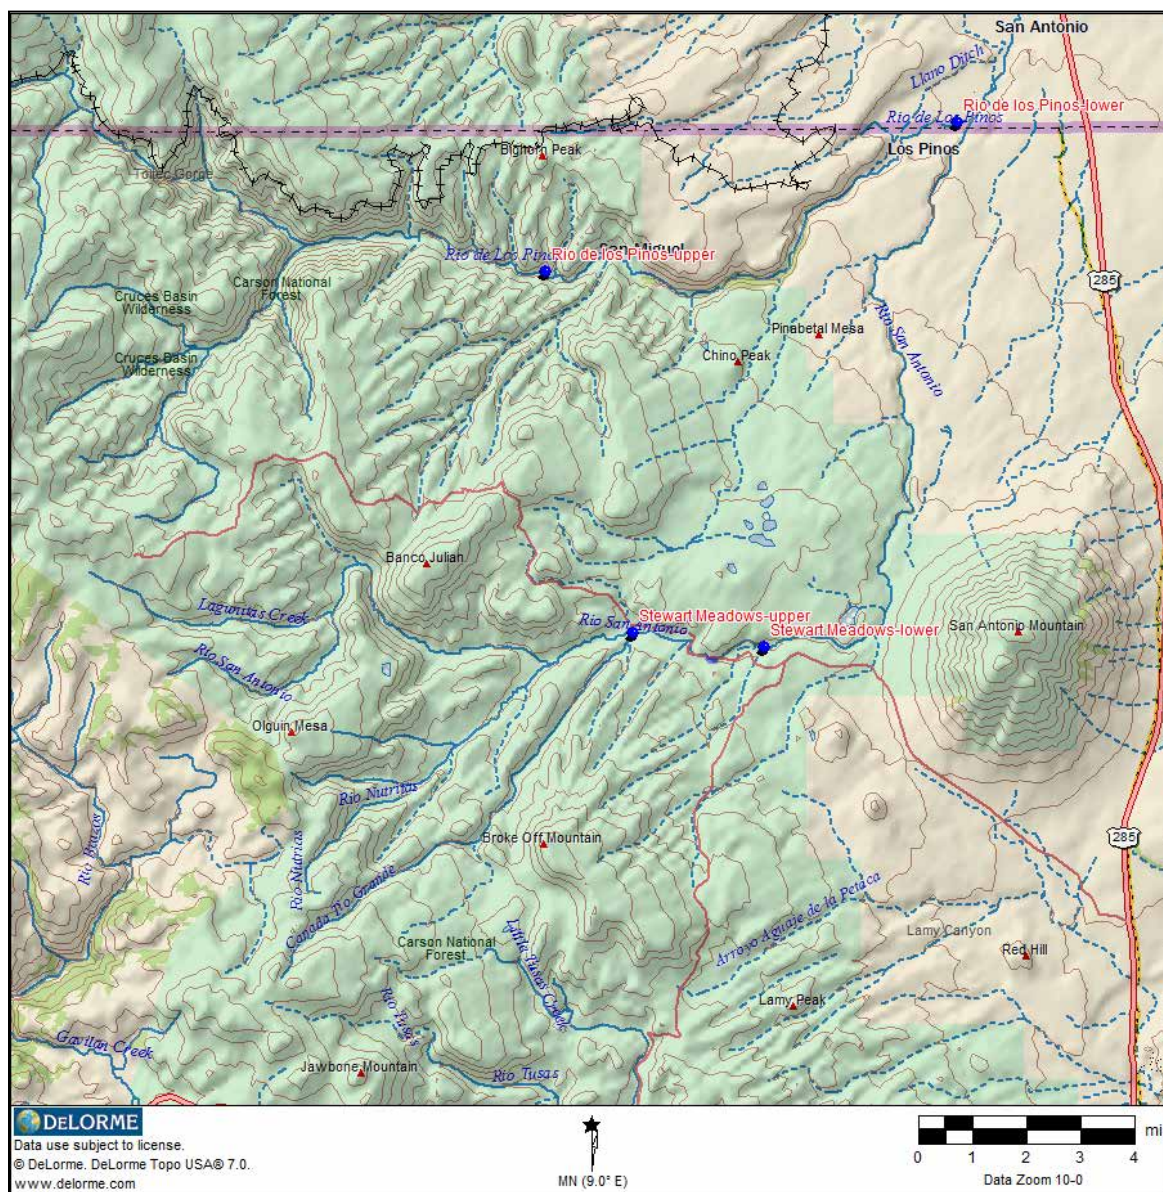 San Antonio
Llano Ditch
Rio de los Pinos-lower
Rio de Los Pinos
Los Pinos
Bighorn Peak
Toltec Gorge
San Miguel
Rio de Los Pinos
Rio de los Pinos-upper
285
Carson National
Forest
Cruces Basin
Wilderness
Rio San Antonio
Pinabetal Mesa
Chino Peak
Cruces Basin
Wilderness
Banco Julian
Lagunitas Creek
Stewart Meadows-upper
Rio San Antonio
Stewart Meadows-lower
San Antonio Mountain
Rio San Antonio
Olguin Mesa
Rio Nutritas
Rio Brazos
Broke Off Mountain
285
Rio Nutrias
Canada Tio Grande
Arroyo Aguaje de la Petaca
Carson National
Forest
Lamy Canyon
Red Hill
Little Tusas Creek
Rio Tusas
Lamy Peak
Gavilan Creek
Jawbone Mountain
Rio Tusas
DELORME
Data use subject to license.
© DeLorme. DeLorme Topo USA® 7.0.
www.delorme.com
MN (9.0° E)
mi
0 1 2 3 4
Data Zoom 10-0